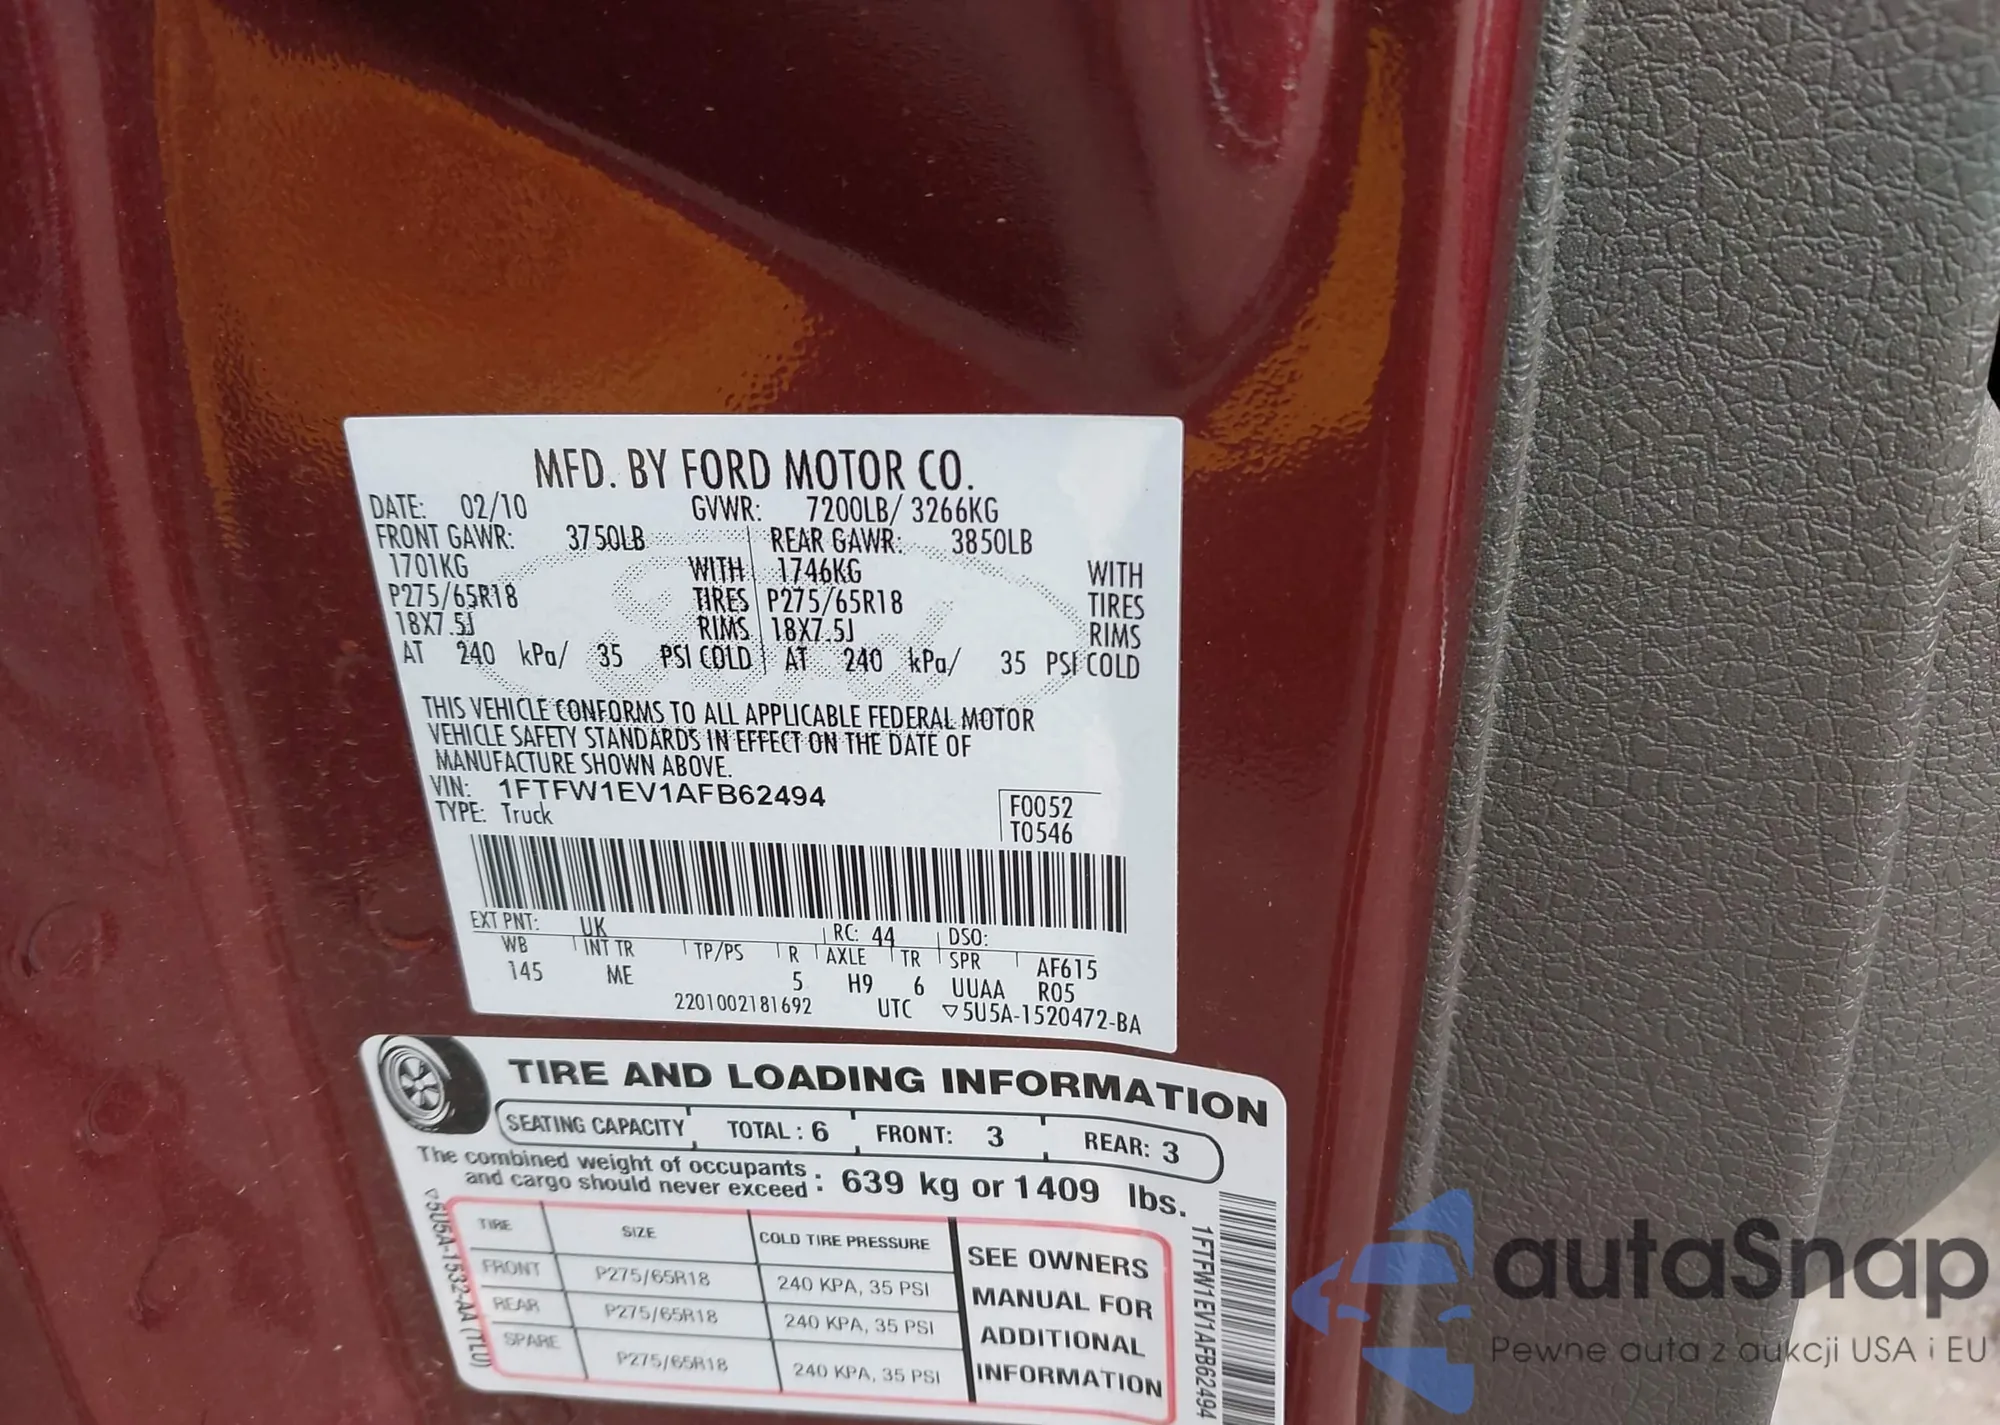 MFD. BY FORD MOTOR CO.
DATE: 02/10 GVWR: 7200LB/ 3266KG
FRONT GAWR: 3750LB REAR GAWR: 3850LB
1701KG WITH 1746KG WITH
P275/65R18 TIRES P275/65R18 TIRES
18X7.5J RIMS 18X7.5J RIMS
AT 240 kPa/ 35 PSI COLD AT 240 kPa/ 35 PSI COLD
THIS VEHICLE CONFORMS TO ALL APPLICABLE FEDERAL MOTOR
VEHICLE SAFETY STANDARDS IN EFFECT ON THE DATE OF
MANUFACTURE SHOWN ABOVE.
VIN: 1FTFW1EV1AFB62494
TYPE: Truck
F0052
T0546
EXT PNT: UK RC: 44 DSO:
WB INT TR TP/PS R AXLE TR SPR AF615
145 ME 5 H9 6 UUAA R05
2201002181692 UTC ▽5U5A-1520472-BA
TIRE AND LOADING INFORMATION
SEATING CAPACITY TOTAL: 6 FRONT: 3 REAR: 3
The combined weight of occupants
and cargo should never exceed : 639 kg or 1409 lbs.
TIRE SIZE COLD TIRE PRESSURE
FRONT P275/65R18 240 KPA, 35 PSI
REAR P275/65R18 240 KPA, 35 PSI
SPARE P275/65R18 240 KPA, 35 PSI
SEE OWNERS
MANUAL FOR
ADDITIONAL
INFORMATION
▽5U5A-1532-AA (TLU)
1FTFW1EV1AFB62494
autaSnap
Pewne auta z aukcji USA i EU